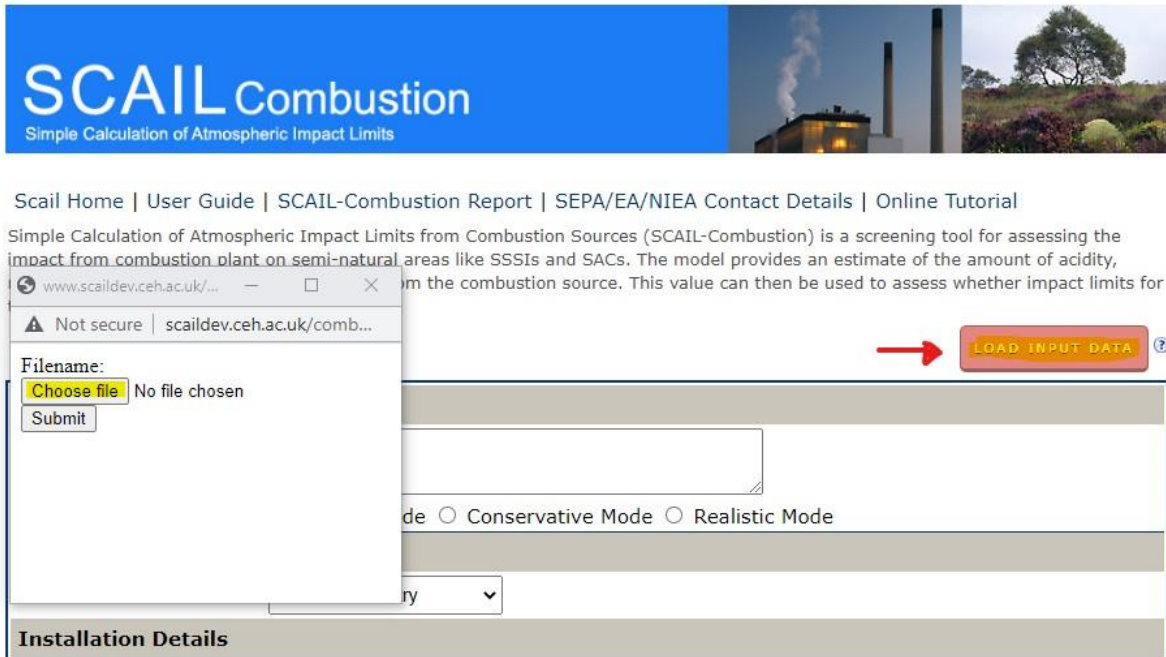 SCAIL Combustion
Simple Calculation of Atmospheric Impact Limits
Scail Home | User Guide | SCAIL-Combustion Report | SEPA/EA/NIEA Contact Details | Online Tutorial
Simple Calculation of Atmospheric Impact Limits from Combustion Sources (SCAIL-Combustion) is a screening tool for assessing the
impact from combustion plant on semi-natural areas like SSSIs and SACs. The model provides an estimate of the amount of acidity,
om the combustion source. This value can then be used to assess whether impact limits for
www.scaildev.ceh.ac.uk/...
Not secure | scaildev.ceh.ac.uk/comb...
LOAD INPUT DATA ?
Filename:
Choose file No file chosen
Submit
de Conservative Mode Realistic Mode
ry
Installation Details